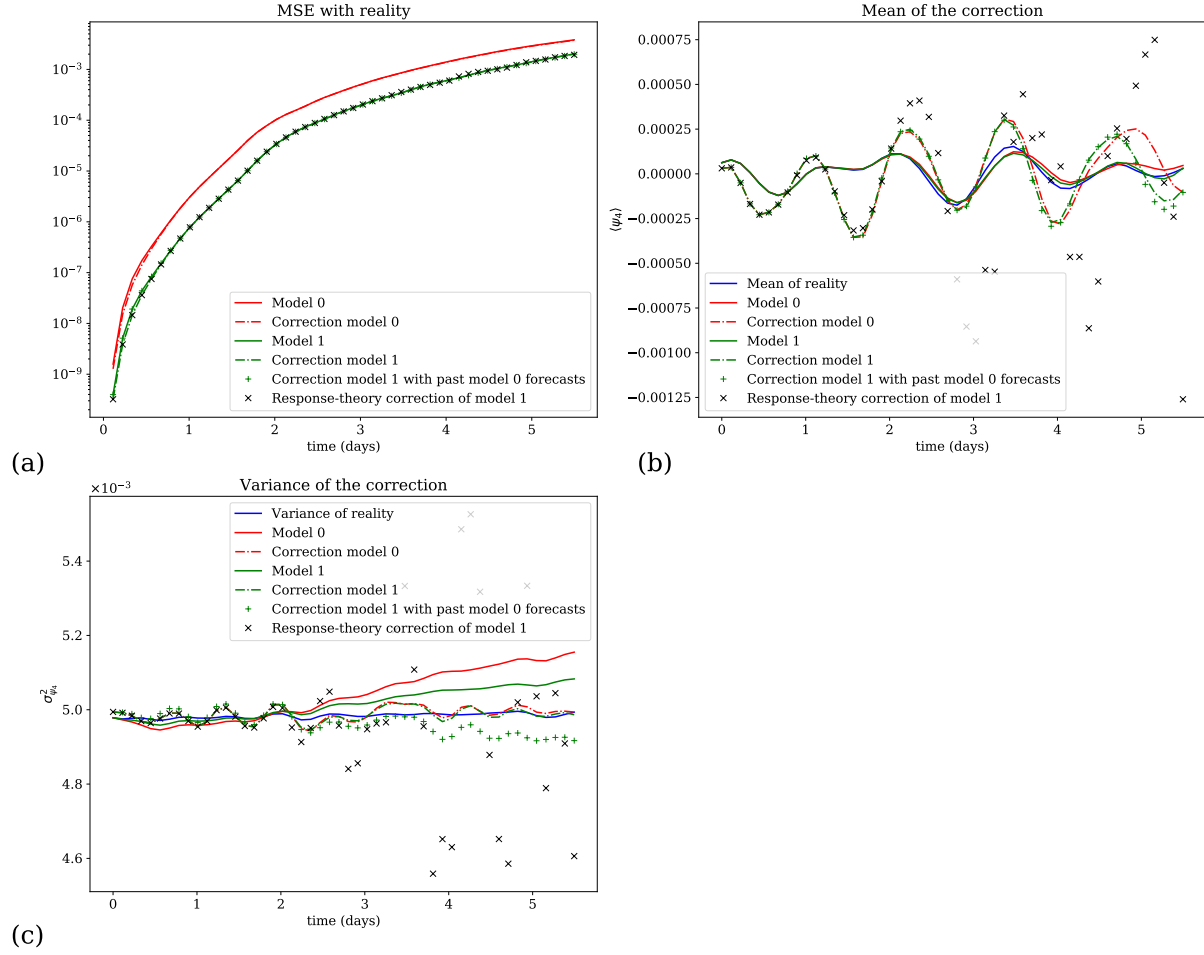 MSE with reality
10⁻³
10⁻⁴
10⁻⁵
10⁻⁶
10⁻⁷
10⁻⁸
10⁻⁹
Model 0
Correction model 0
Model 1
Correction model 1
Correction model 1 with past model 0 forecasts
Response-theory correction of model 1
0 1 2 3 4 5
time (days)
(a)
Mean of the correction
0.00075
0.00050
0.00025
0.00000
−0.00025
−0.00050
−0.00075
−0.00100
−0.00125
⟨ψ₄⟩
Mean of reality
Model 0
Correction model 0
Model 1
Correction model 1
Correction model 1 with past model 0 forecasts
Response-theory correction of model 1
0 1 2 3 4 5
time (days)
(b)
×10⁻³
Variance of the correction
5.4
5.2
5.0
4.8
4.6
σ²_ψ₄
Variance of reality
Model 0
Correction model 0
Model 1
Correction model 1
Correction model 1 with past model 0 forecasts
Response-theory correction of model 1
0 1 2 3 4 5
time (days)
(c)